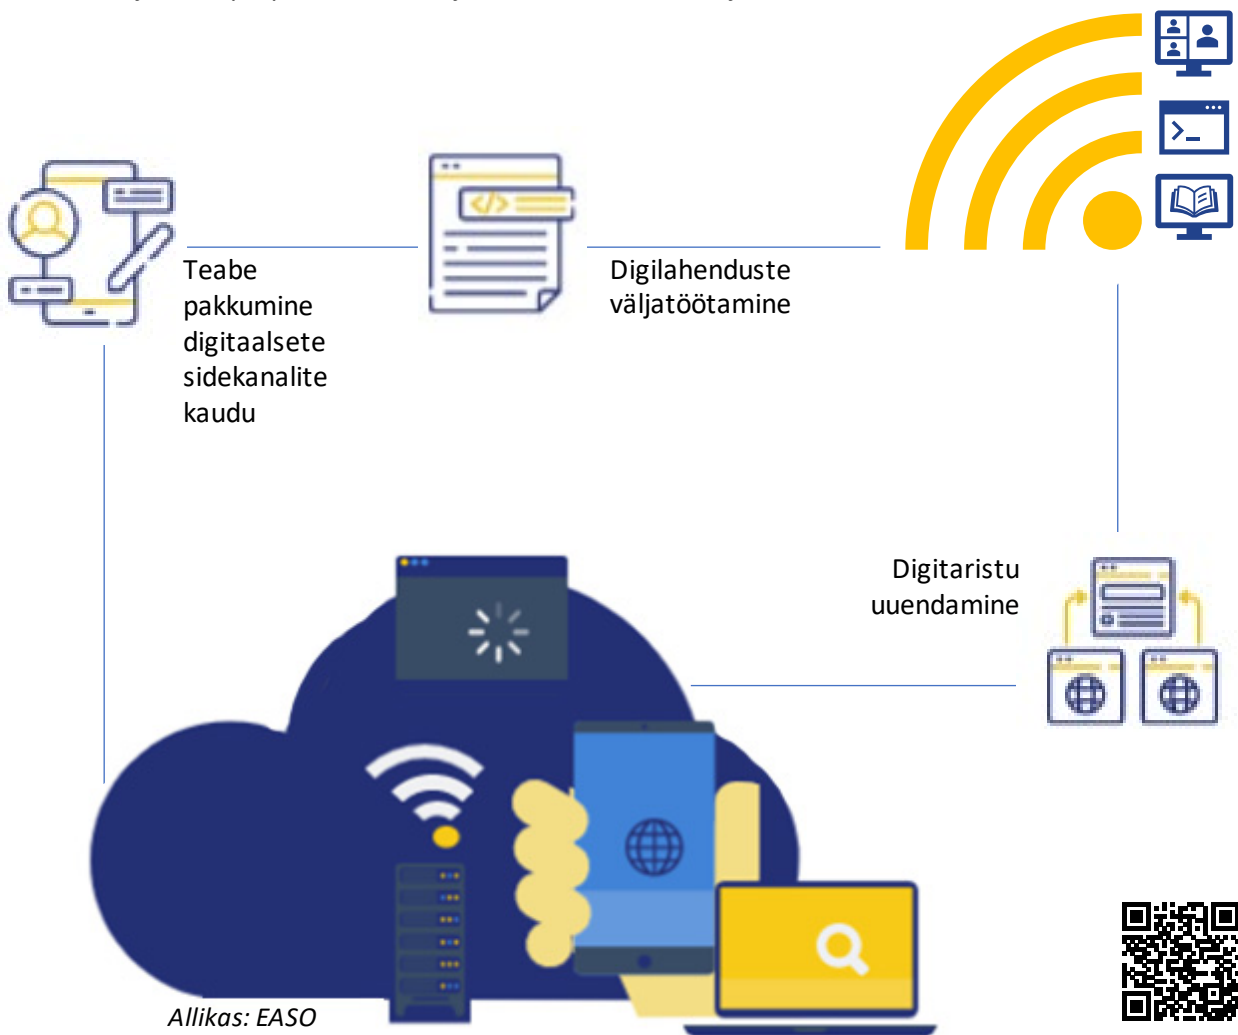 Teabe
pakkumine
digitaalsete
sidekanalite
kaudu
</>
Digilahenduste
väljatöötamine
>_
Digitaristu
uuendamine
Allikas: EASO